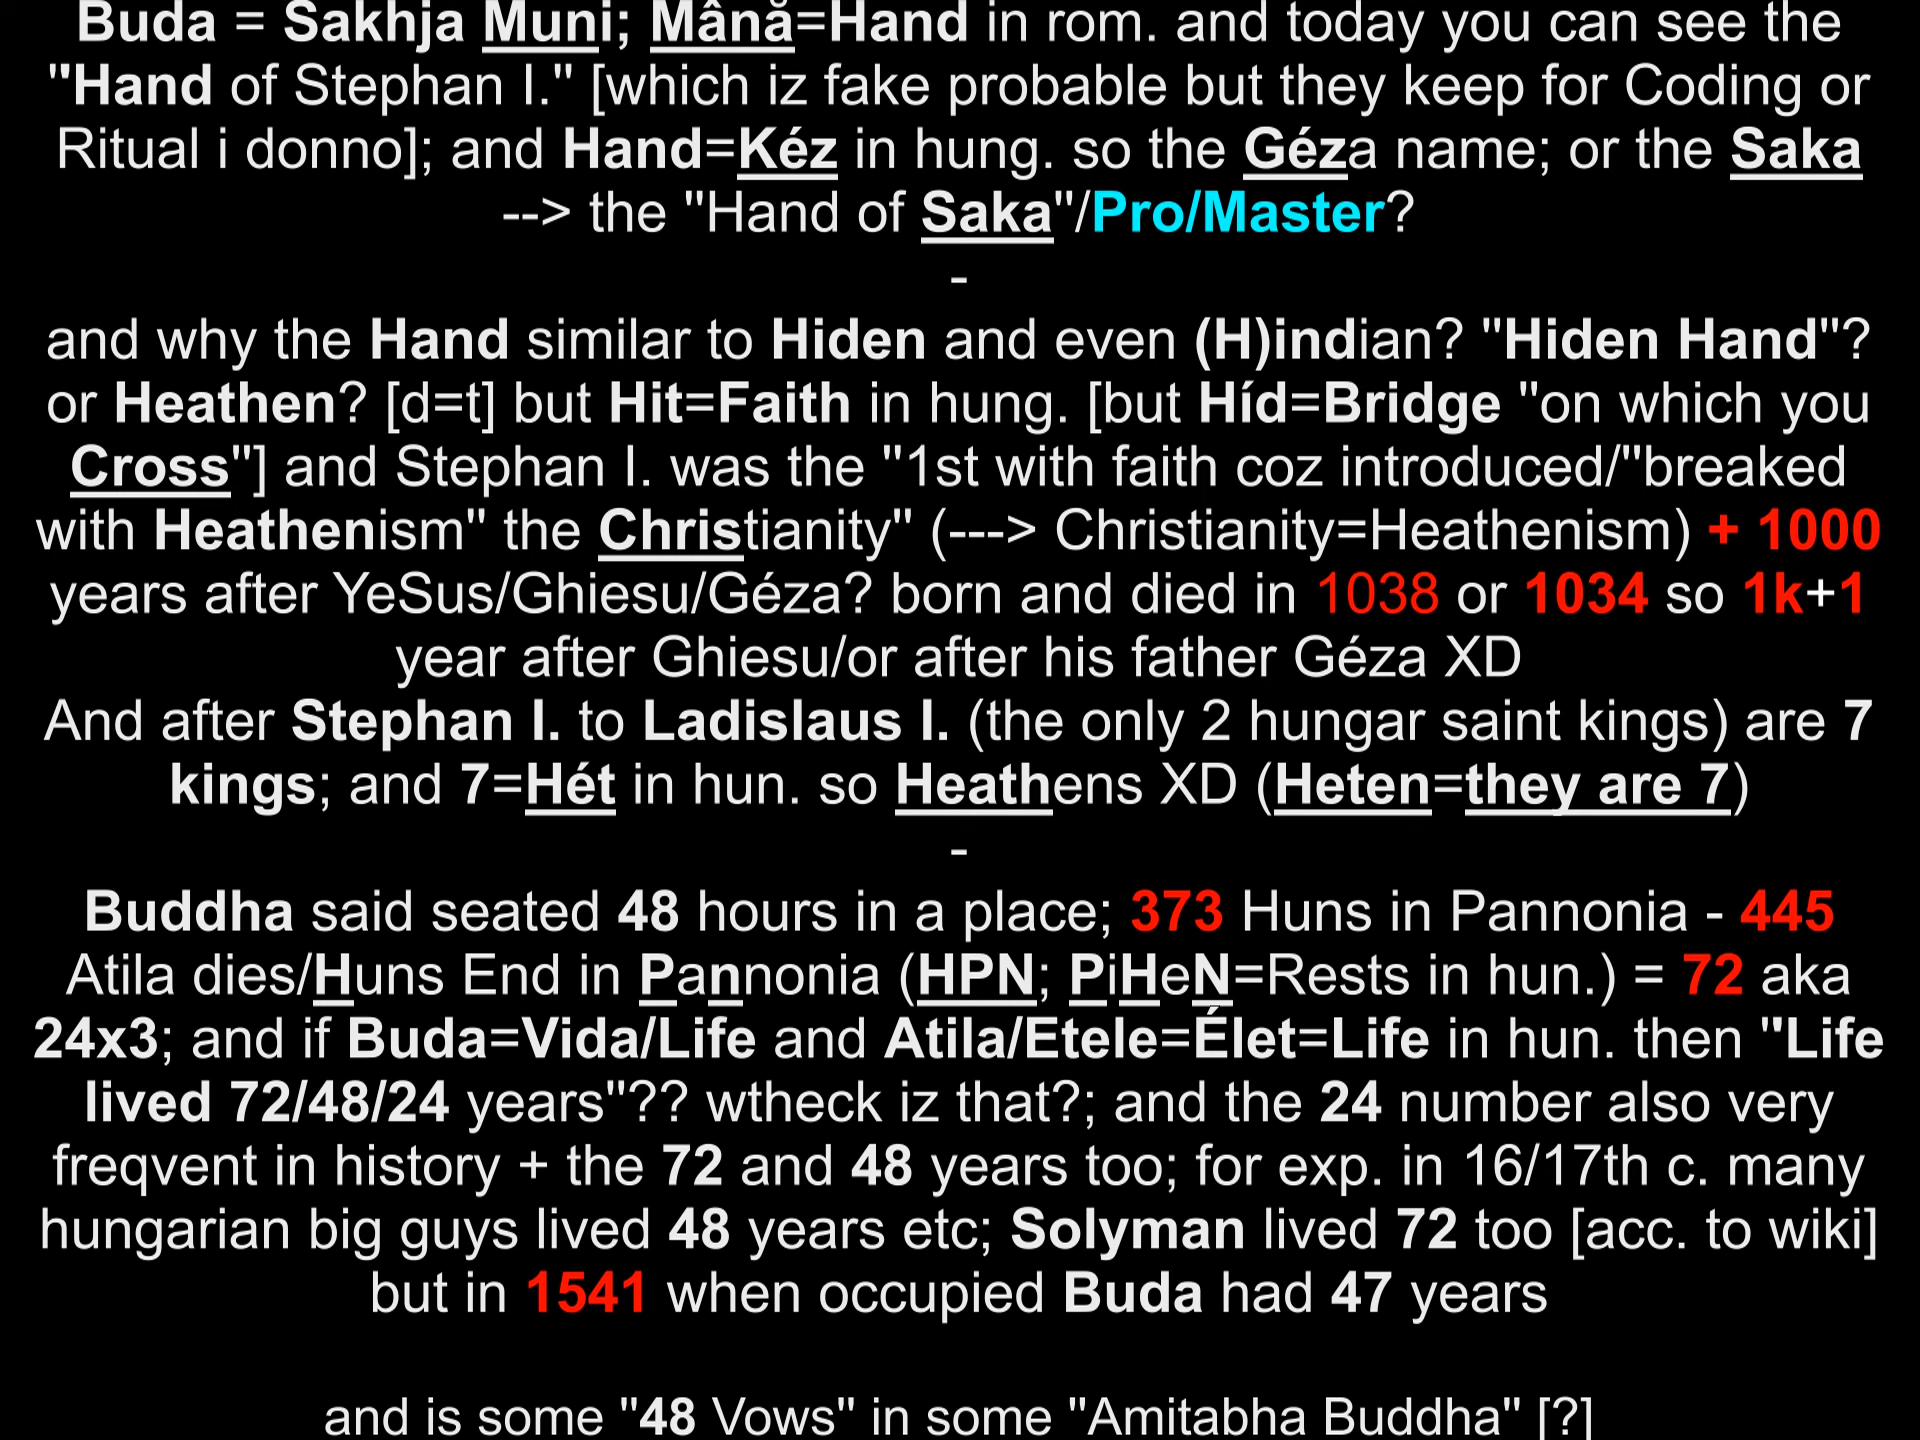 Buda = Sakhja Muni; Mână=Hand in rom. and today you can see the
"Hand of Stephan I." [which iz fake probable but they keep for Coding or
Ritual i donno]; and Hand=Kéz in hung. so the Géza name; or the Saka
--> the "Hand of Saka"/Pro/Master?
-
and why the Hand similar to Hiden and even (H)indian? "Hiden Hand"?
or Heathen? [d=t] but Hit=Faith in hung. [but Híd=Bridge "on which you
Cross"] and Stephan I. was the "1st with faith coz introduced/"breaked
with Heathenism" the Christianity" (---> Christianity=Heathenism) + 1000
years after YeSus/Ghiesu/Géza? born and died in 1038 or 1034 so 1k+1
year after Ghiesu/or after his father Géza XD
And after Stephan I. to Ladislaus I. (the only 2 hungar saint kings) are 7
kings; and 7=Hét in hun. so Heathens XD (Heten=they are 7)
-
Buddha said seated 48 hours in a place; 373 Huns in Pannonia - 445
Atila dies/Huns End in Pannonia (HPN; PiHeN=Rests in hun.) = 72 aka
24x3; and if Buda=Vida/Life and Atila/Etele=Élet=Life in hun. then "Life
lived 72/48/24 years"?? wtheck iz that?; and the 24 number also very
freqvent in history + the 72 and 48 years too; for exp. in 16/17th c. many
hungarian big guys lived 48 years etc; Solyman lived 72 too [acc. to wiki]
but in 1541 when occupied Buda had 47 years
and is some "48 Vows" in some "Amitabha Buddha" [?]